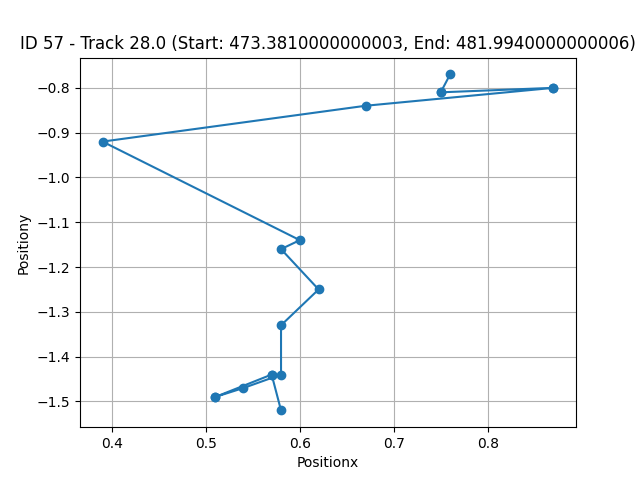 ID 57 - Track 28.0 (Start: 473.3810000000003, End: 481.9940000000006)
−0.8
−0.9
−1.0
−1.1
−1.2
−1.3
−1.4
−1.5
Positiony
0.4 0.5 0.6 0.7 0.8
Positionx